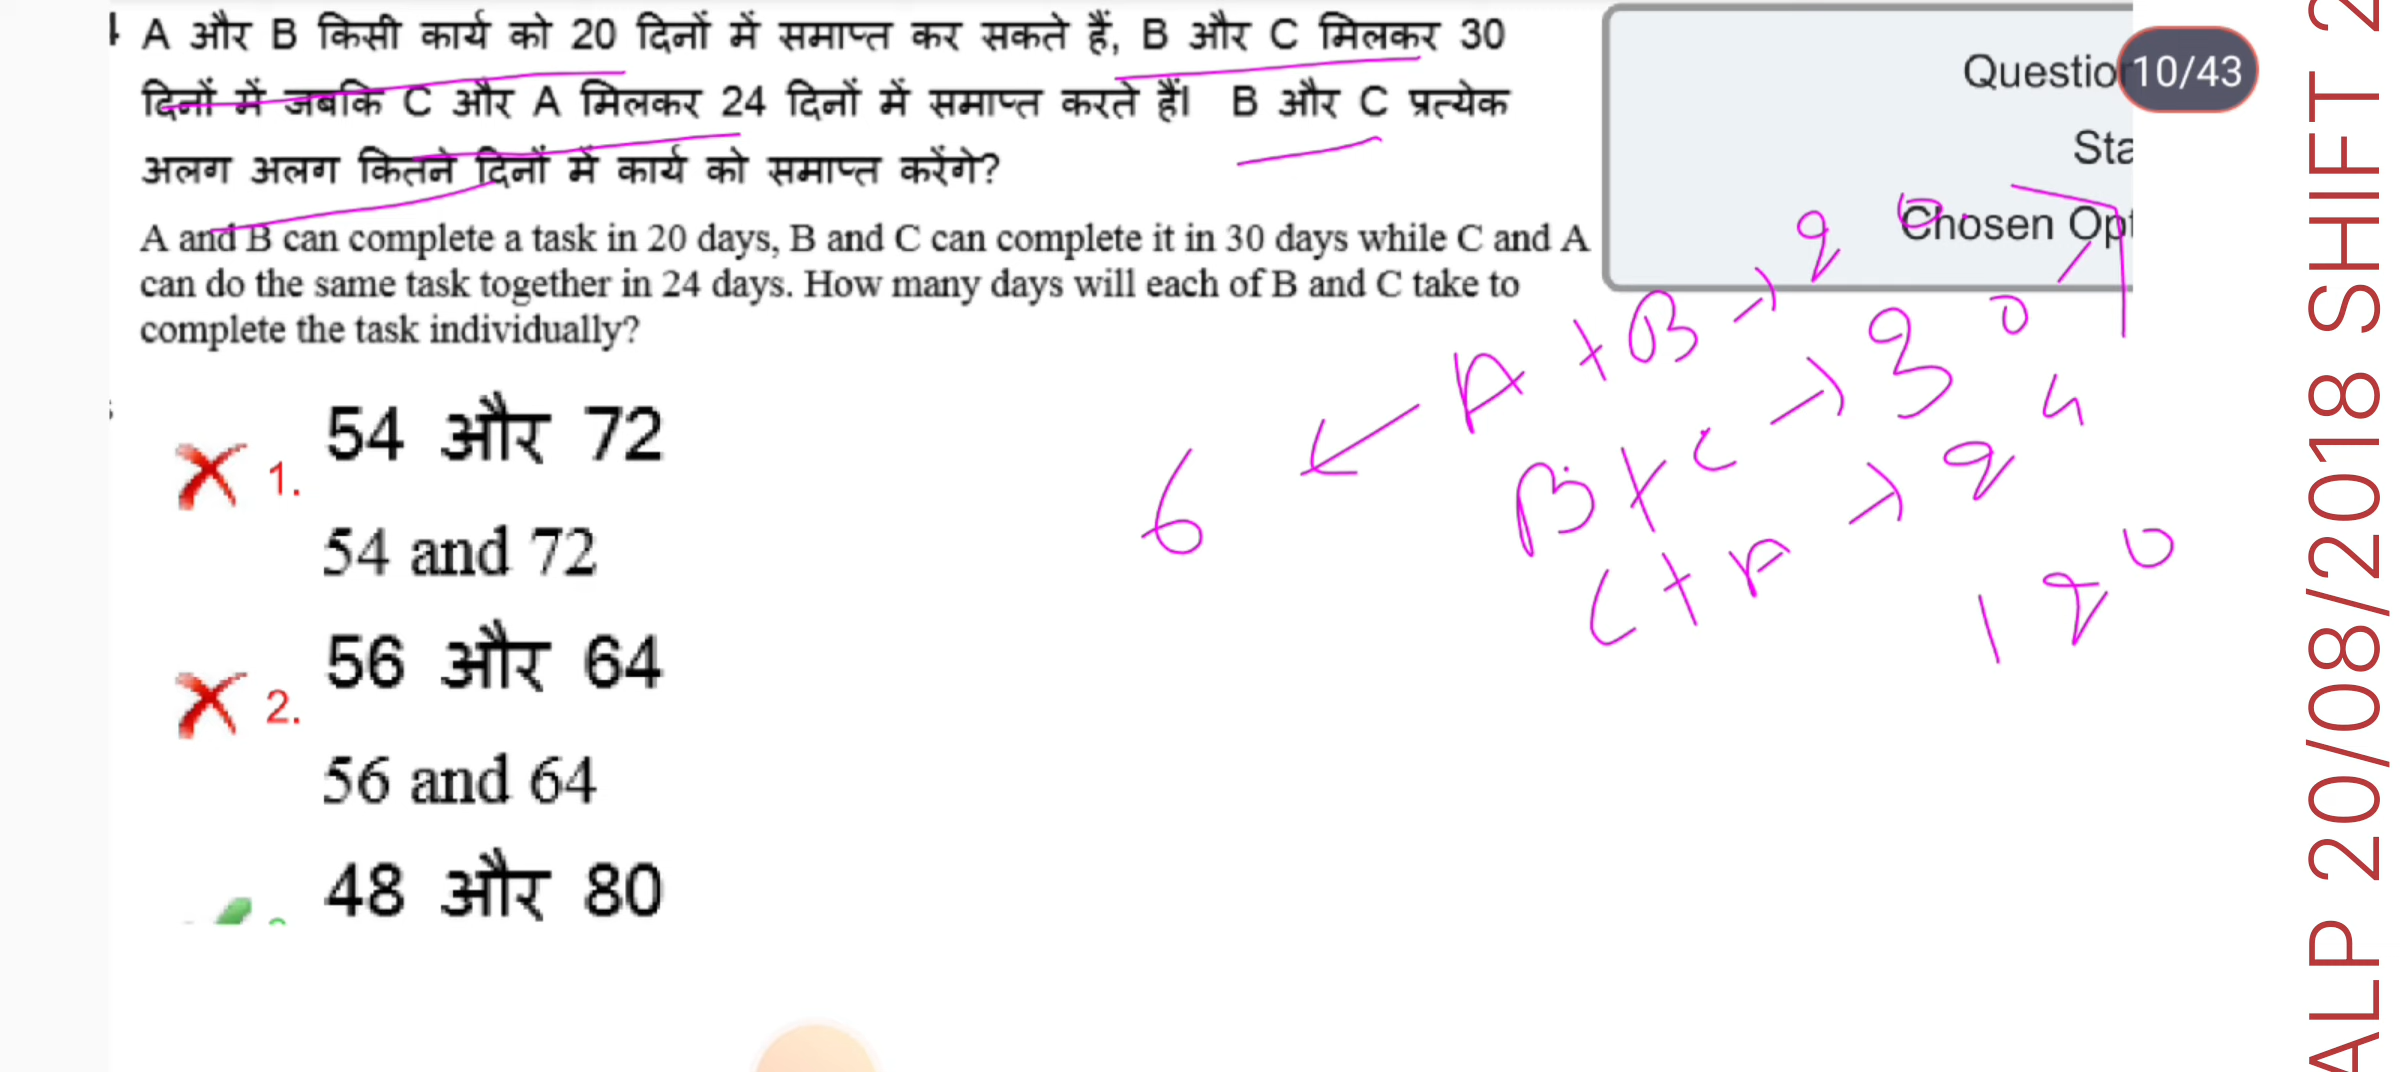 A और B किसी कार्य को 20 दिनों में समाप्त कर सकते हैं, B और C मिलकर 30
दिनों में जबकि C और A मिलकर 24 दिनों में समाप्त करते हैं। B और C प्रत्येक
अलग अलग कितने दिनों में कार्य को समाप्त करेंगे?
A and B can complete a task in 20 days, B and C can complete it in 30 days while C and A
can do the same task together in 24 days. How many days will each of B and C take to
complete the task individually?
1. 54 और 72
54 and 72
2. 56 और 64
56 and 64
48 और 80
Questio
10/43
Sta
Chosen Opt
A + B → 20
B + C → 30
C + A → 24
120
6
ALP 20/08/2018 SHIFT 2